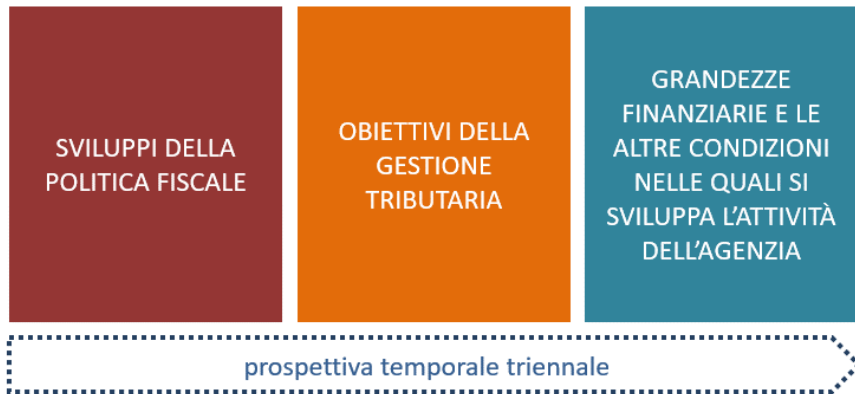 SVILUPPI DELLA
POLITICA FISCALE
OBIETTIVI DELLA
GESTIONE
TRIBUTARIA
GRANDEZZE
FINANZIARIE E LE
ALTRE CONDIZIONI
NELLE QUALI SI
SVILUPPA L'ATTIVITÀ
DELL'AGENZIA
prospettiva temporale triennale